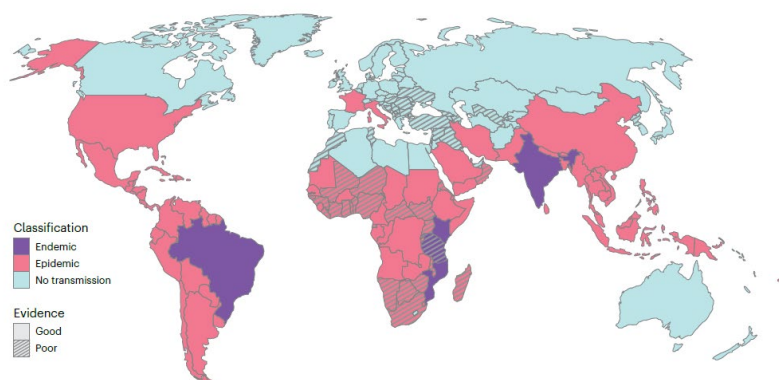 Classification
Endemic
Epidemic
No transmission
Evidence
Good
Poor